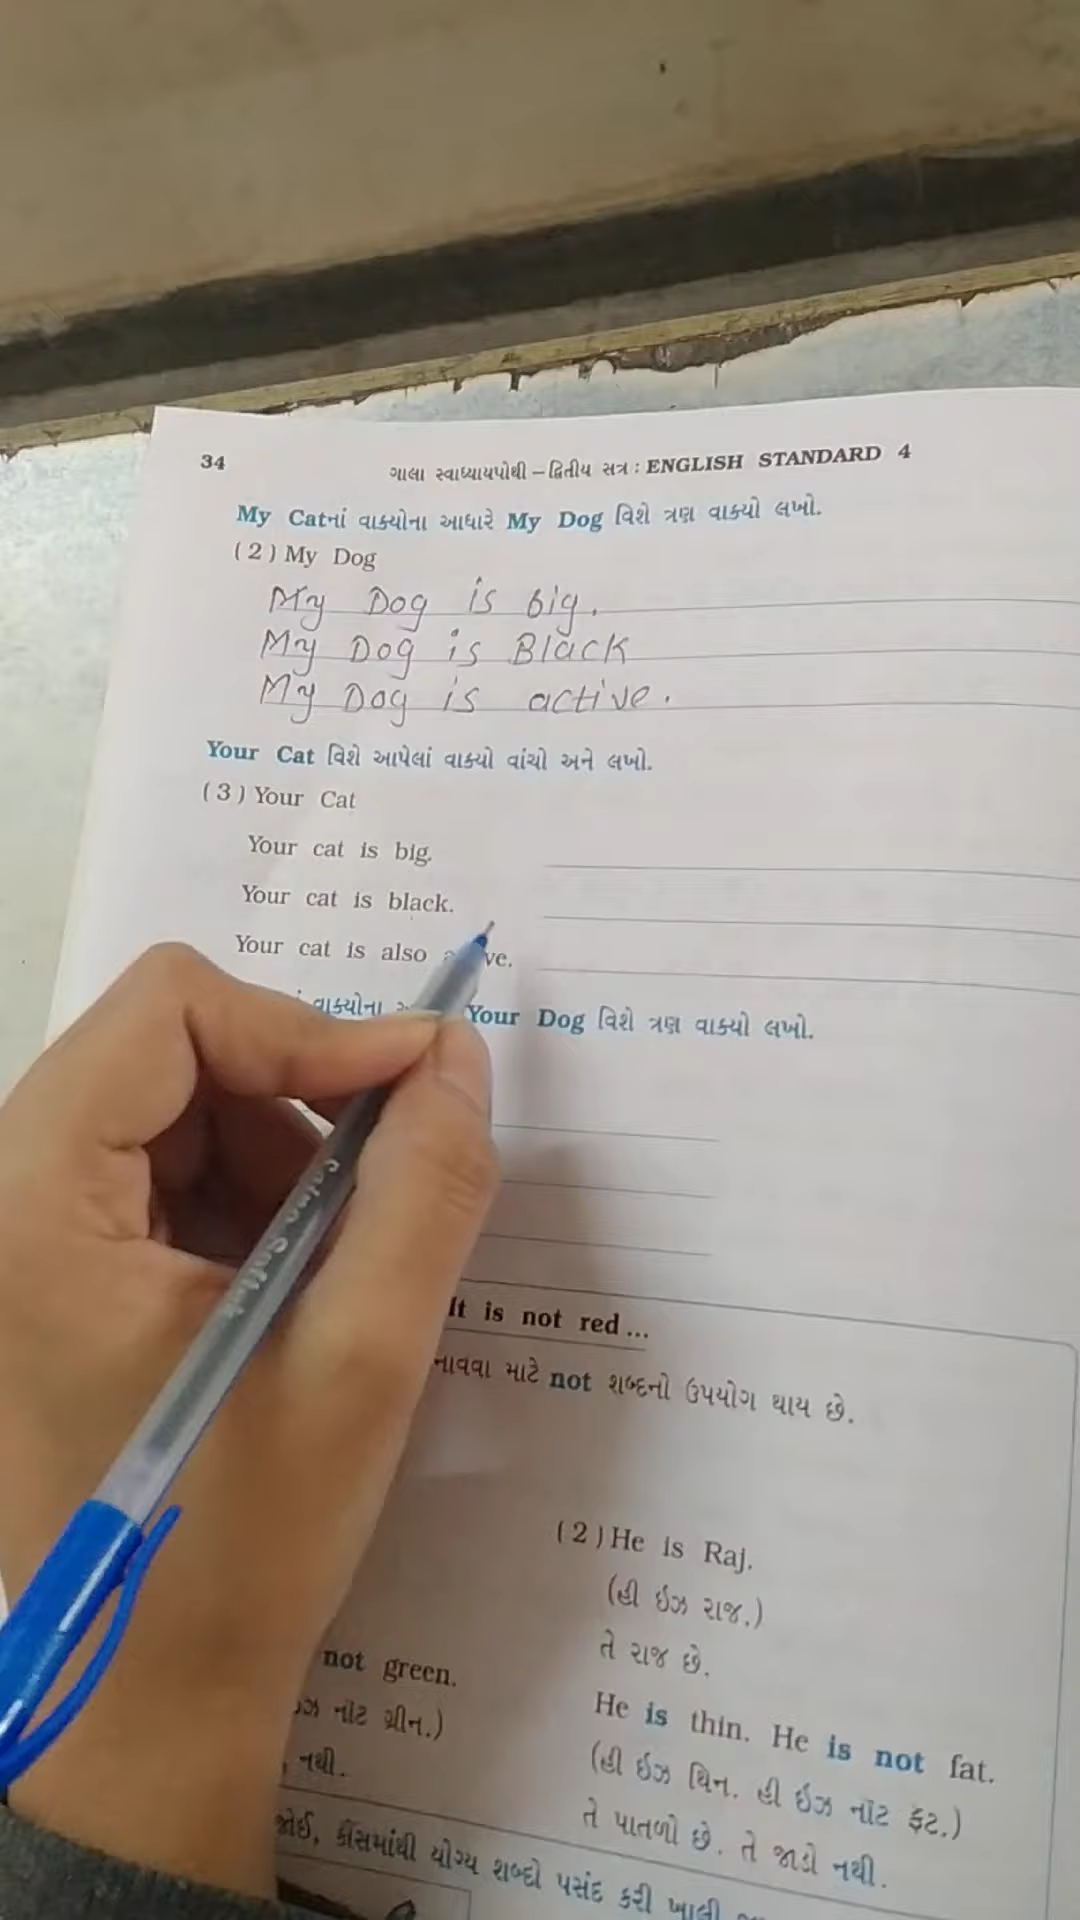 34
ગાલા સ્વાધ્યાયપોથી – દ્વિતીય સત્ર : ENGLISH STANDARD 4
My Catનાં વાક્યોના આધારે My Dog વિશે ત્રણ વાક્યો લખો.
(2) My Dog
My Dog is big.
My Dog is Black
My Dog is active.
Your Cat વિશે આપેલાં વાક્યો વાંચો અને લખો.
(3) Your Cat
Your cat is big.
Your cat is black.
Your cat is also
વાક્યોના Your Dog વિશે ત્રણ વાક્યો લખો.
It is not red ...
માટે not શબ્દનો ઉપયોગ થાય છે.
(2) He is Raj.
(હી ઇઝ રાજ.)
તે રાજ છે.
not green.
નૉટ ગ્રીન.)
નથી.
He is thin. He is not fat.
(હી ઇઝ થિન. હી ઇઝ નૉટ ફૅટ.)
તે પાતળો છે. તે જાડો નથી.
જોઈ, કૌંસમાંથી યોગ્ય શબ્દો પસંદ કરી ખાલી